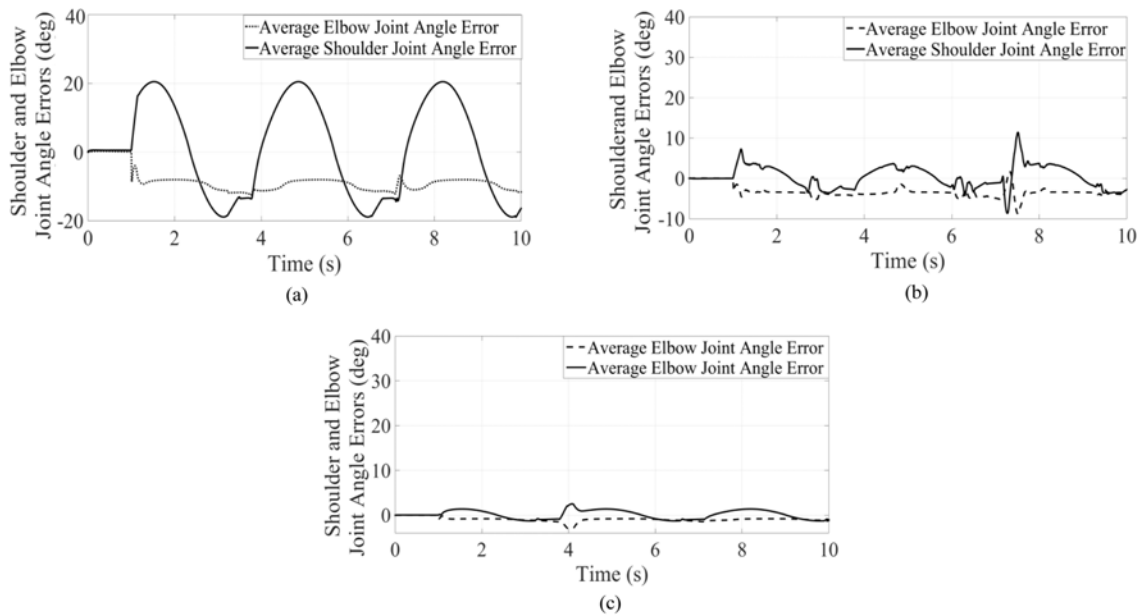 Shoulder and Elbow
Joint Angle Errors (deg)
40
20
0
-20
Average Elbow Joint Angle Error
Average Shoulder Joint Angle Error
0 2 4 6 8 10
Time (s)
(a)
Shoulderand Elbow
Joint Angle Errors (deg)
40
30
20
10
0
-10
Average Elbow Joint Angle Error
Average Shoulder Joint Angle Error
0 2 4 6 8 10
Time (s)
(b)
Shoulder and Elbow
Joint Angle Errors (deg)
40
30
20
10
0
Average Elbow Joint Angle Error
Average Elbow Joint Angle Error
0 2 4 6 8 10
Time (s)
(c)